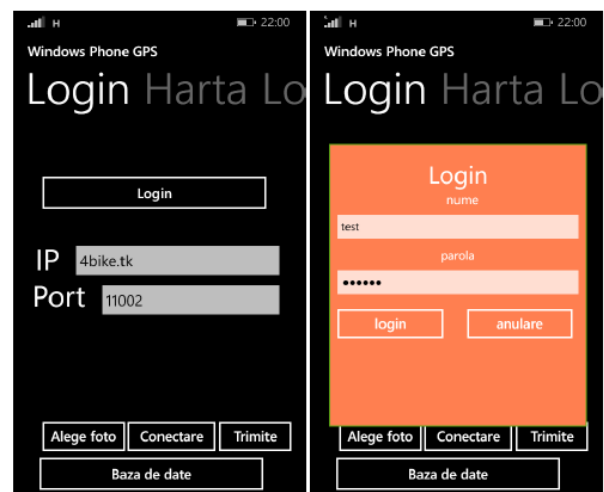 H 22:00
Windows Phone GPS
Login Harta Lo
Login
IP 4bike.tk
Port 11002
Alege foto Conectare Trimite
Baza de date
H 22:00
Windows Phone GPS
Login Harta Lo
Login
nume
test
parola
••••••
login anulare
Alege foto Conectare Trimite
Baza de date